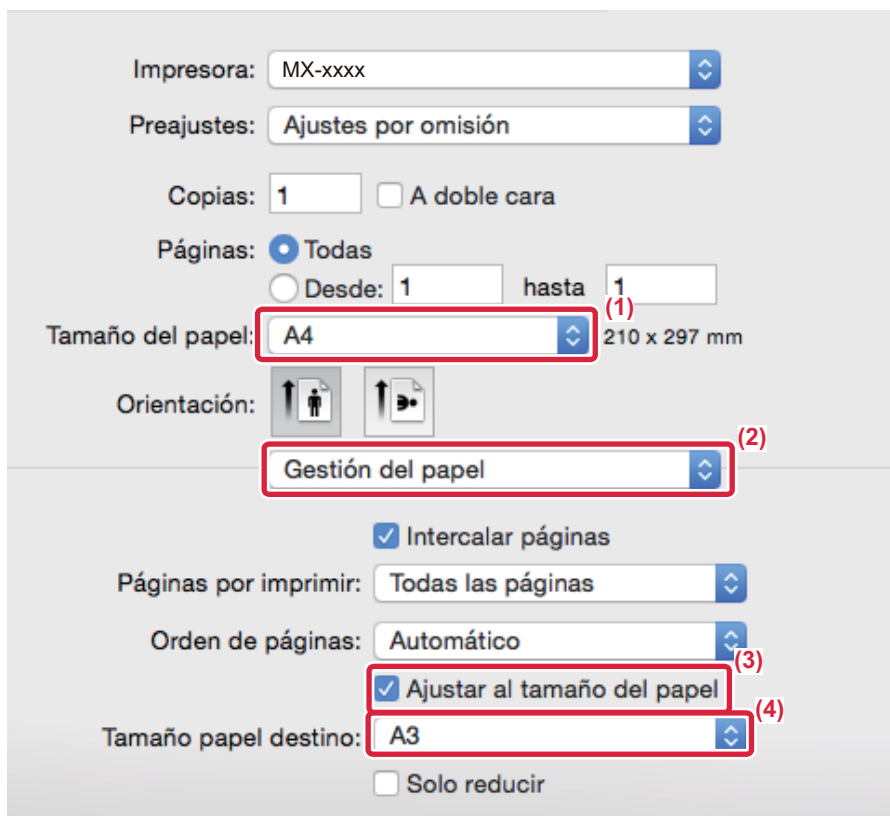 Impresora: MX-xxxx
Preajustes: Ajustes por omisión
Copias: 1 A doble cara
Páginas: Todas
Desde: 1 hasta 1
(1)
Tamaño del papel: A4 210 x 297 mm
Orientación:
(2)
Gestión del papel
Intercalar páginas
Páginas por imprimir: Todas las páginas
Orden de páginas: Automático
(3)
Ajustar al tamaño del papel
(4)
Tamaño papel destino: A3
Solo reducir